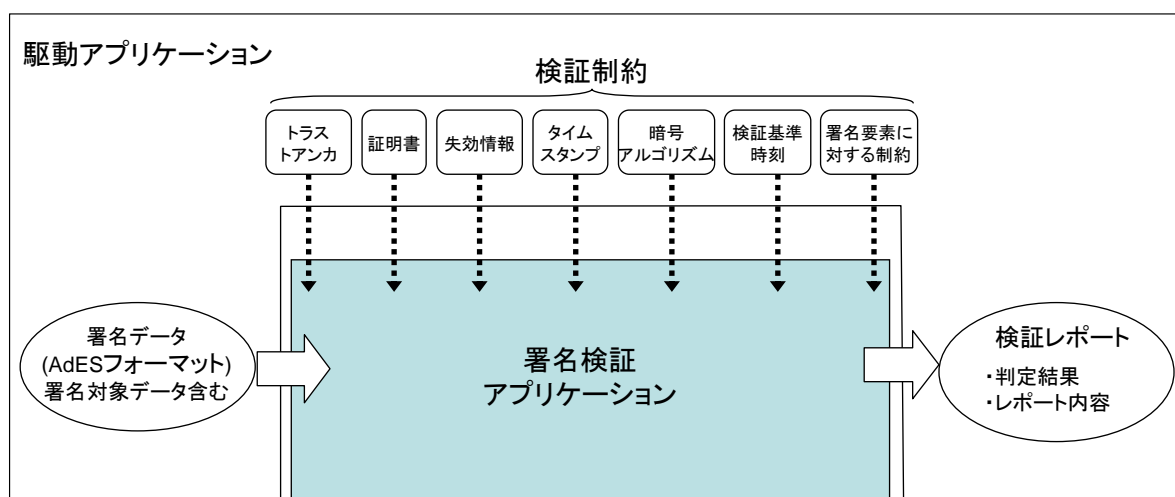 駆動アプリケーション
検証制約
トラス
トアンカ
証明書
失効情報
タイム
スタンプ
暗号
アルゴリズム
検証基準
時刻
署名要素に
対する制約
署名データ
(AdESフォーマット)
署名対象データ含む
署名検証
アプリケーション
検証レポート
・判定結果
・レポート内容